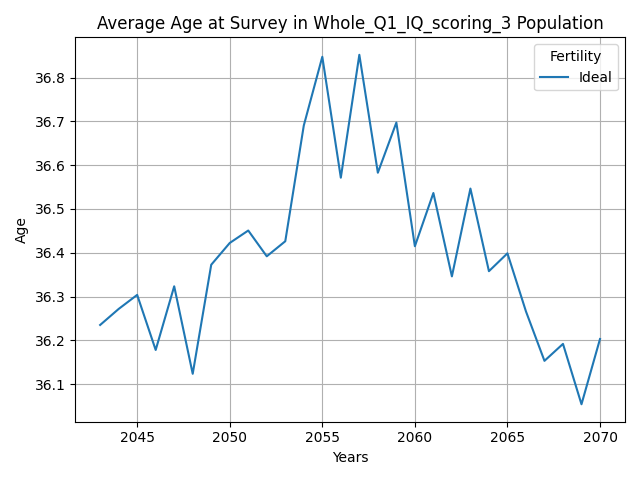 Average Age at Survey in Whole_Q1_IQ_scoring_3 Population
Fertility
Ideal
Age
36.8
36.7
36.6
36.5
36.4
36.3
36.2
36.1
2045 2050 2055 2060 2065 2070
Years